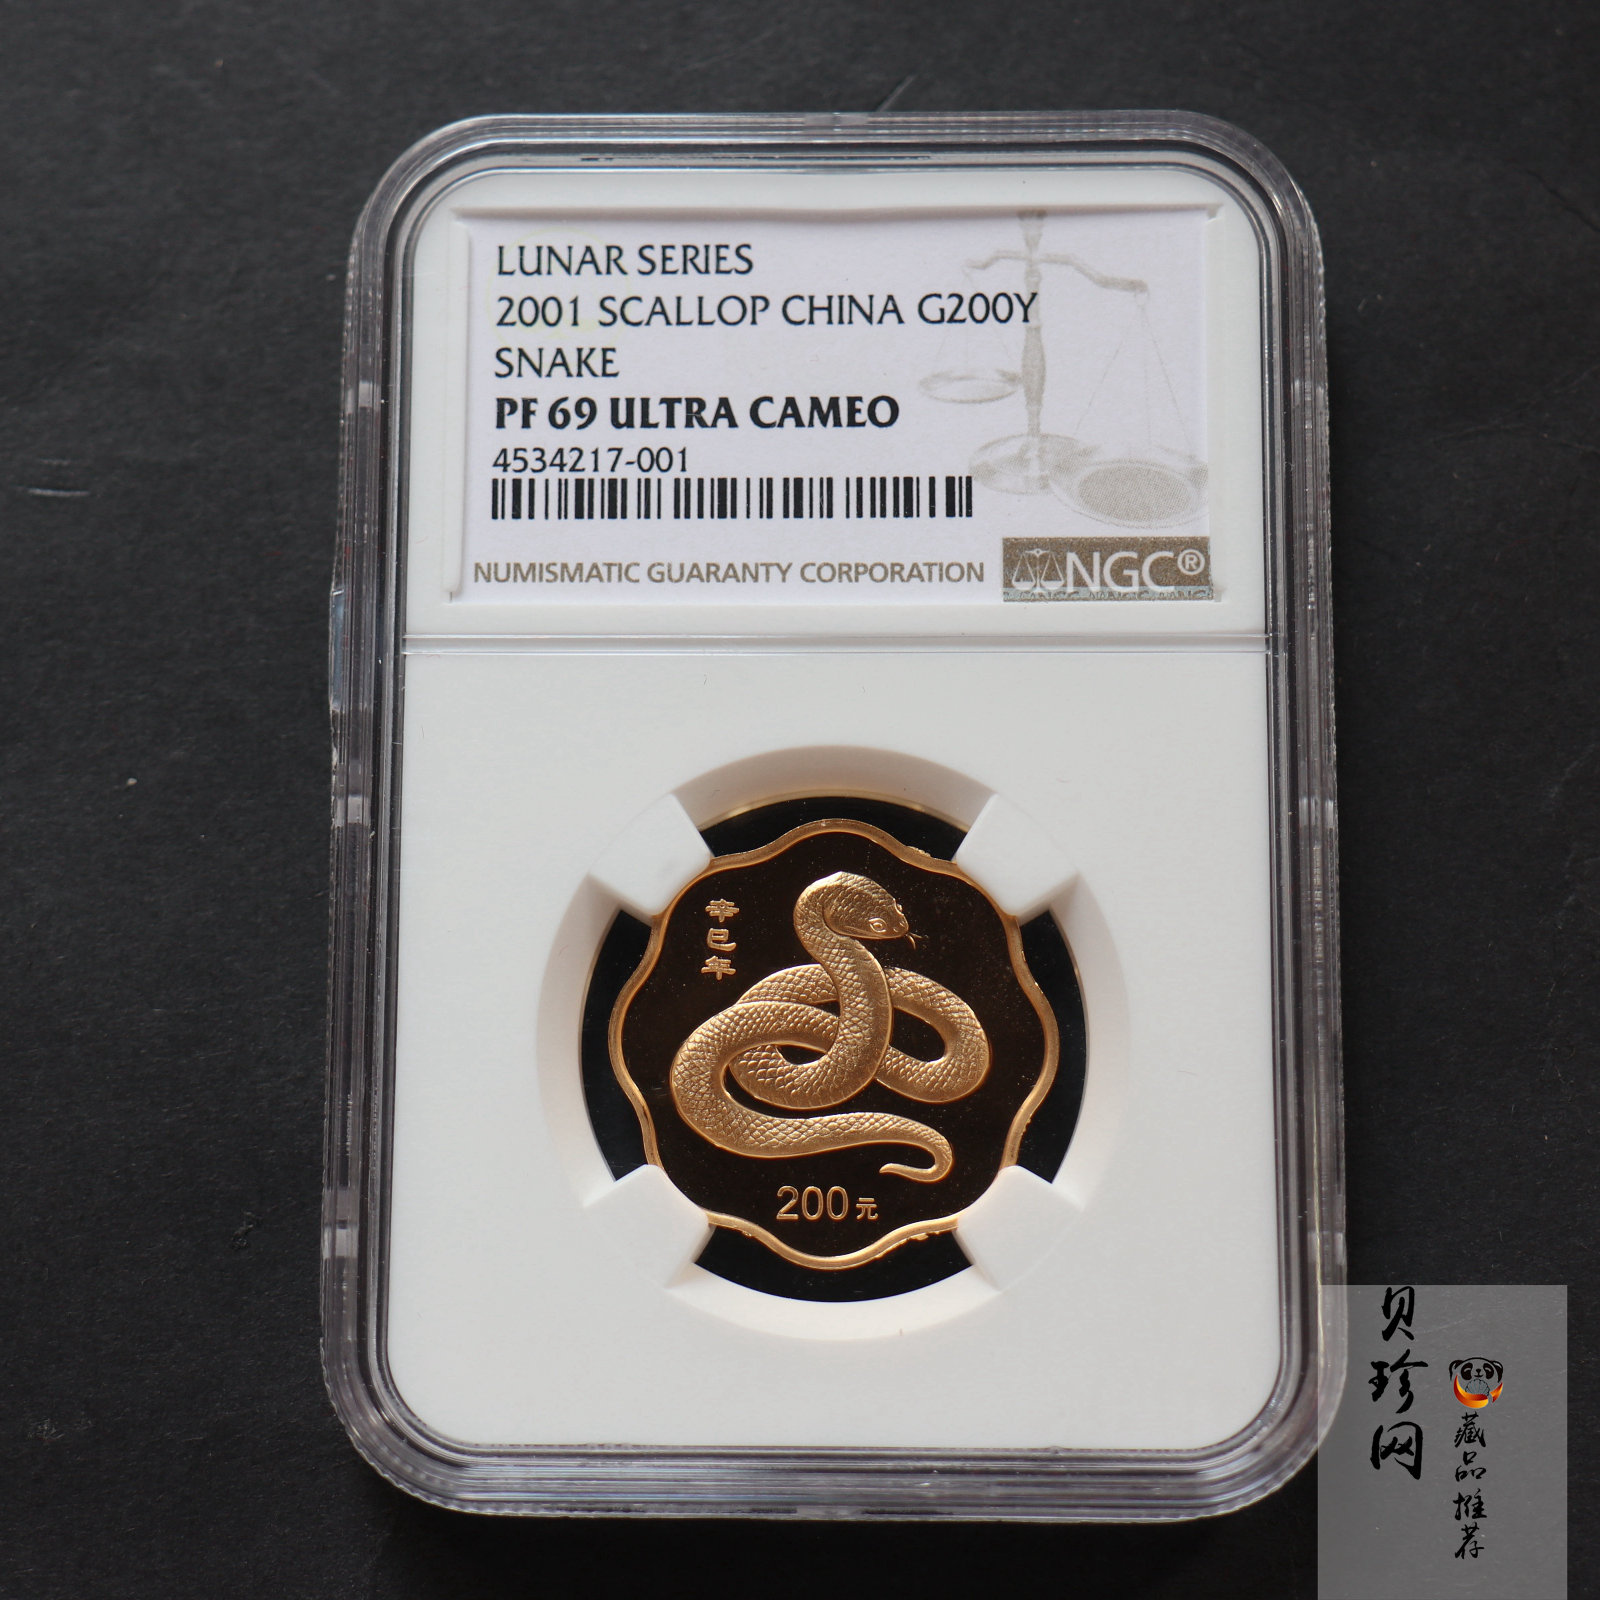 LUNAR SERIES
2001 SCALLOP CHINA G200Y
SNAKE
PF 69 ULTRA CAMEO
4534217-001
NUMISMATIC GUARANTY CORPORATION
NGC®
辛巳年
200元
贝珍网
藏品推荐